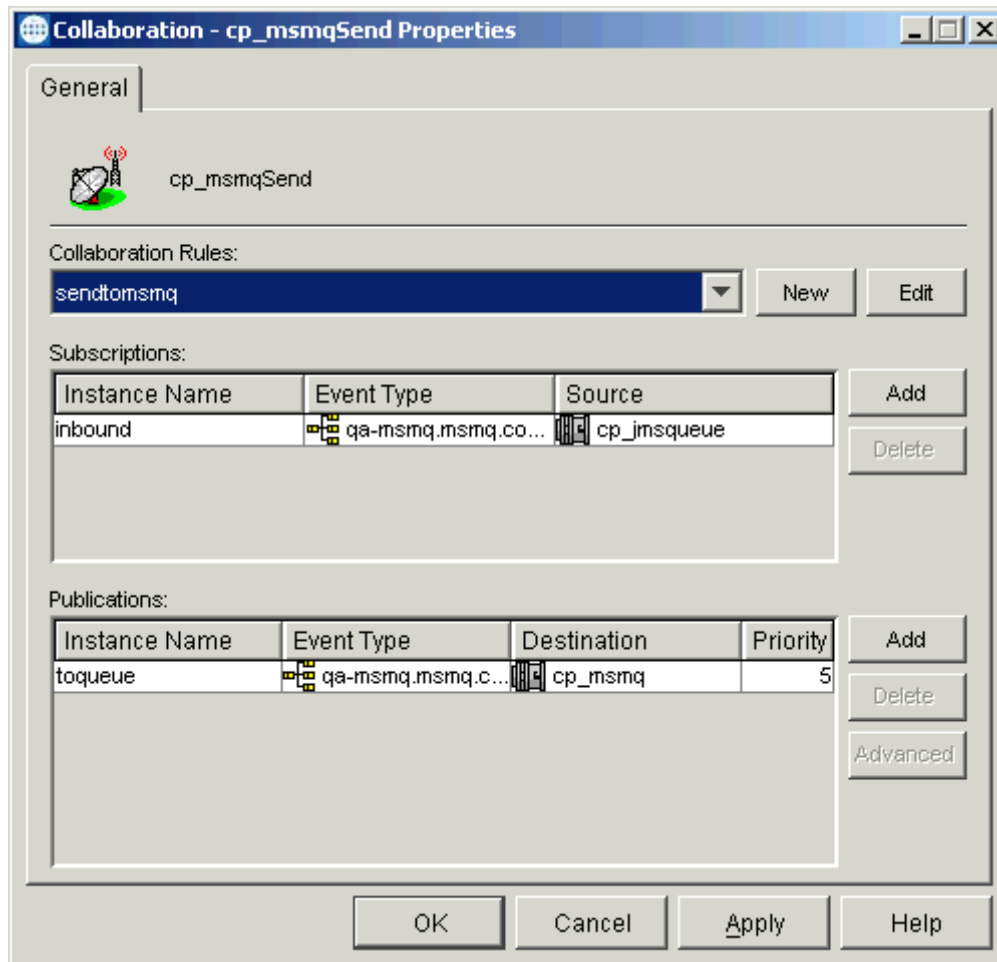 Collaboration - cp_msmqSend Properties
General
cp_msmqSend
Collaboration Rules:
sendtomsmq New Edit
Subscriptions:
Instance Name Event Type Source Add
inbound qa-msmq.msmq.co... cp_jmsqueue
Delete
Publications:
Instance Name Event Type Destination Priority Add
toqueue qa-msmq.msmq.c... cp_msmq 5
Delete
Advanced
OK Cancel Apply Help